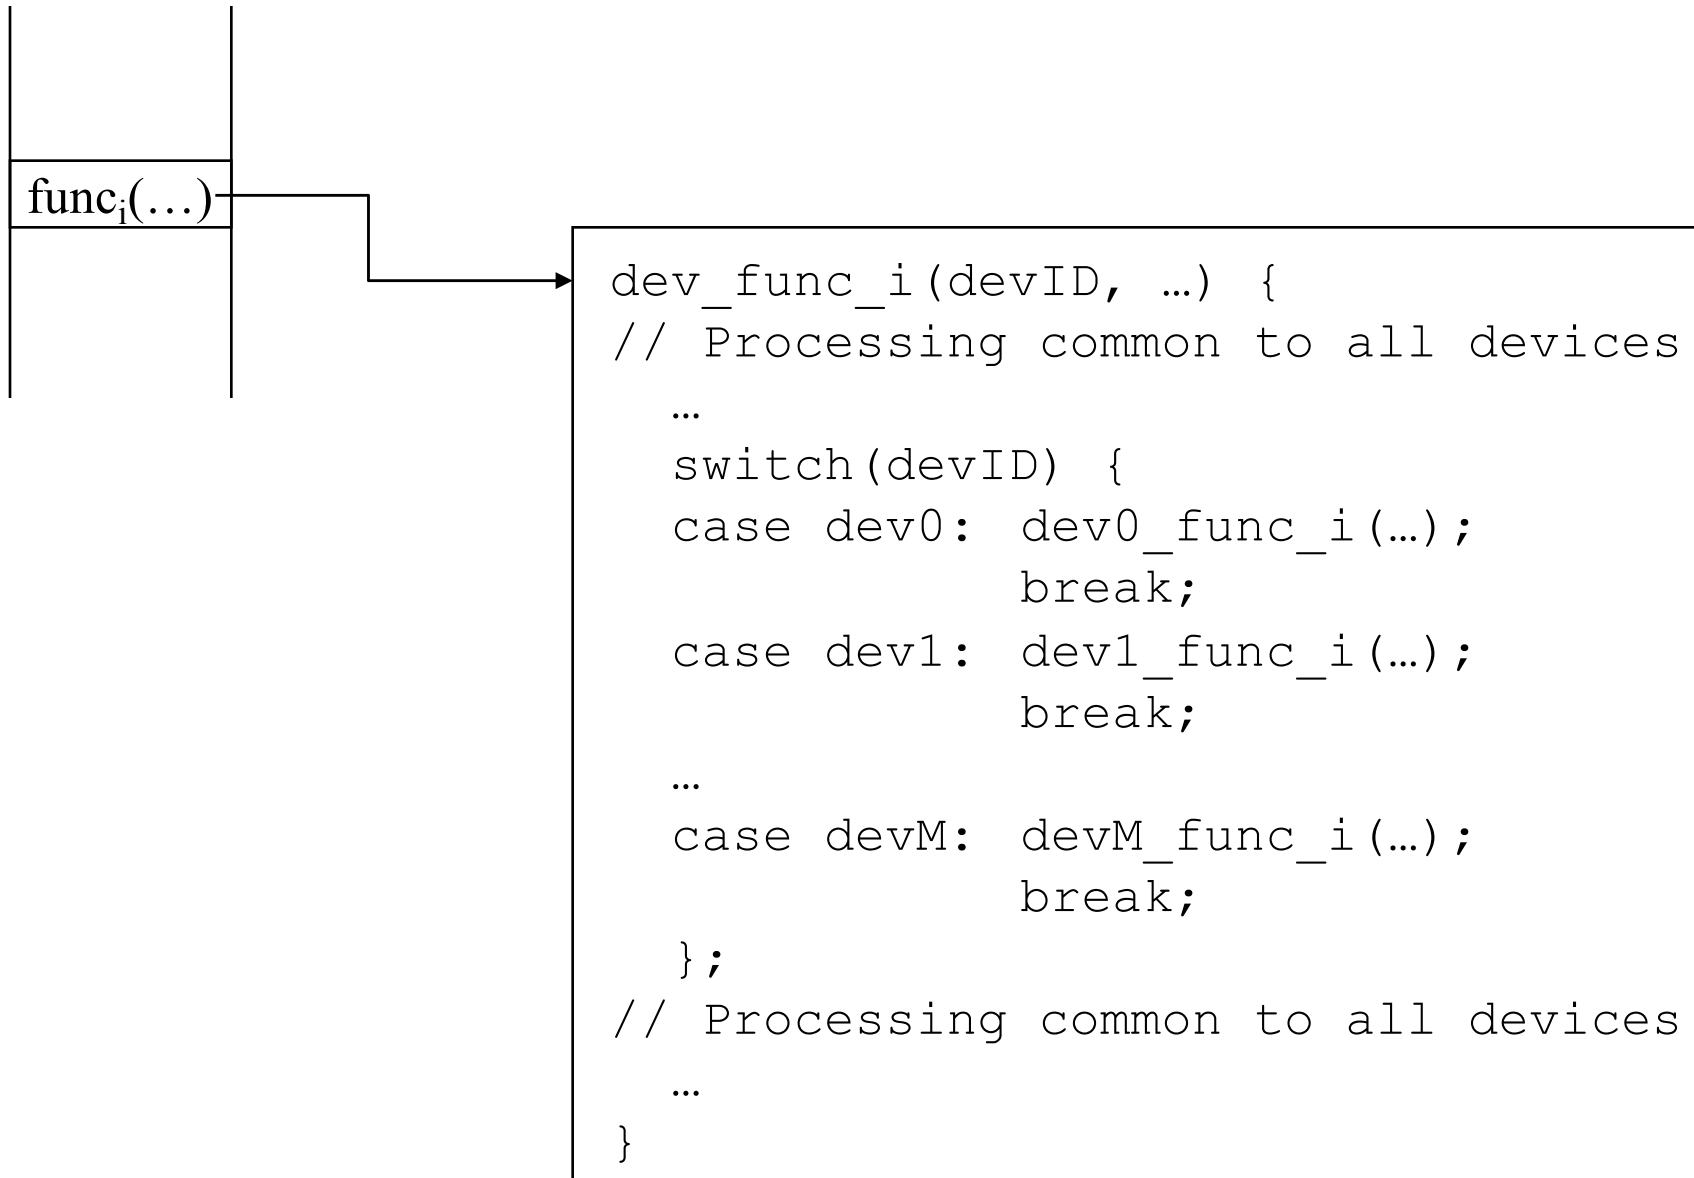 funcᵢ(…)
dev_func_i(devID, …) {
// Processing common to all devices
…
switch(devID) {
case dev0: dev0_func_i(…);
break;
case dev1: dev1_func_i(…);
break;
…
case devM: devM_func_i(…);
break;
};
// Processing common to all devices
…
}